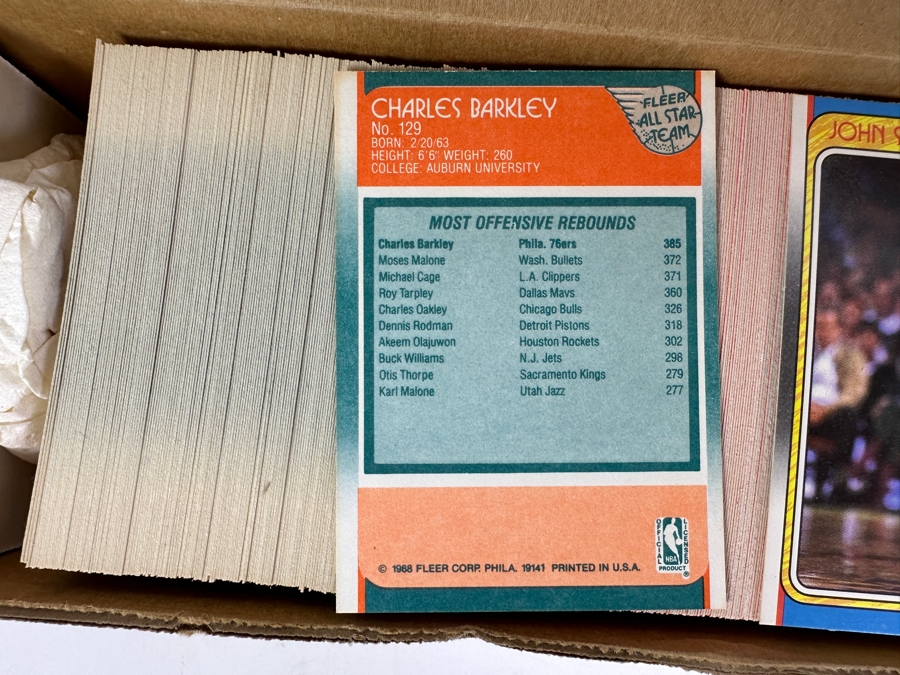 CHARLES BARKLEY
No. 129
BORN: 2/20/63
HEIGHT: 6'6" WEIGHT: 260
COLLEGE: AUBURN UNIVERSITY
FLEER
ALL STAR
TEAM
MOST OFFENSIVE REBOUNDS
Charles Barkley Phila. 76ers 385
Moses Malone Wash. Bullets 372
Michael Cage L.A. Clippers 371
Roy Tarpley Dallas Mavs 360
Charles Oakley Chicago Bulls 326
Dennis Rodman Detroit Pistons 318
Akeem Olajuwon Houston Rockets 302
Buck Williams N.J. Jets 298
Otis Thorpe Sacramento Kings 279
Karl Malone Utah Jazz 277
© 1988 FLEER CORP. PHILA. 19141 PRINTED IN U.S.A.
OFFICIAL
LICENSED
NBA
PRODUCT
®
JOHN S